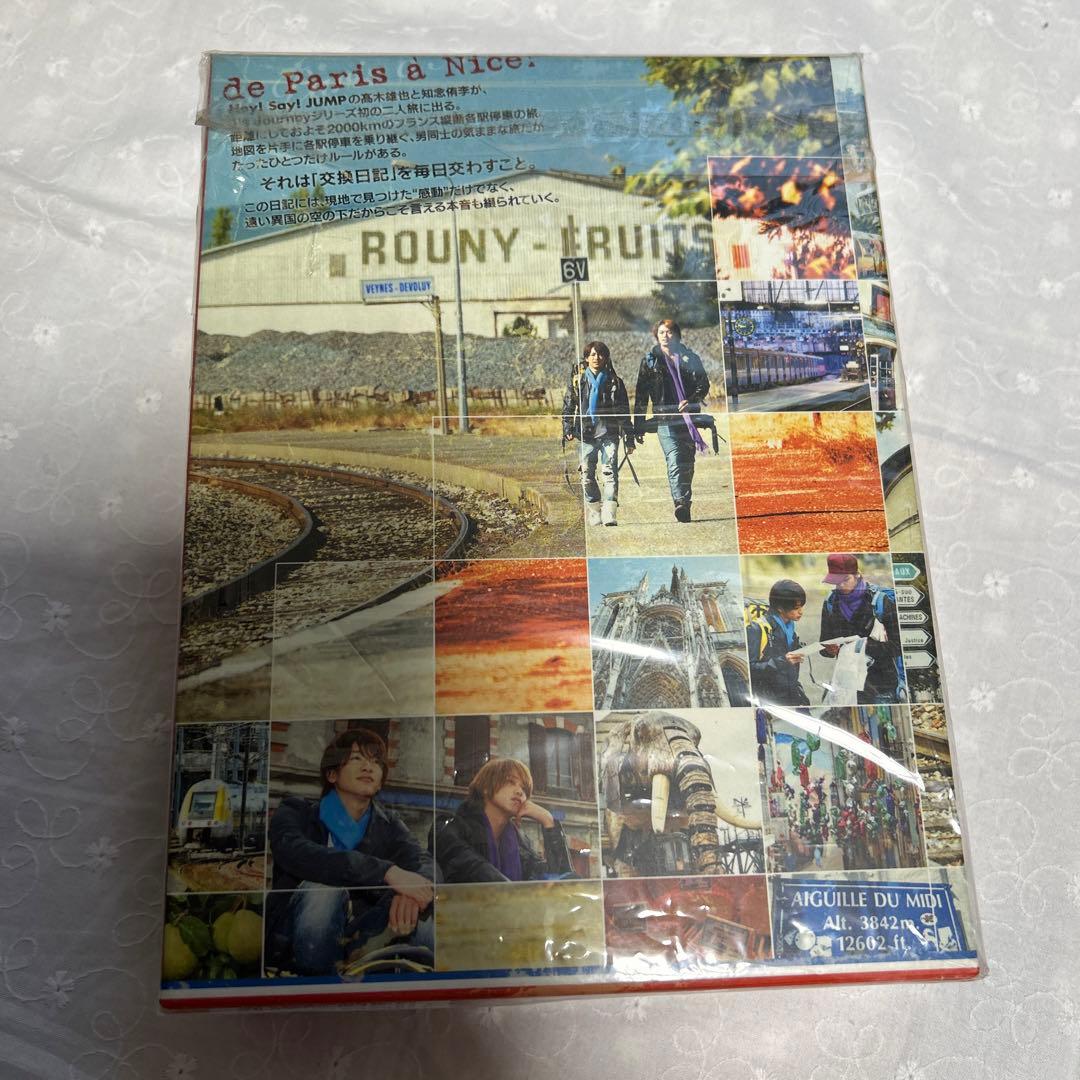 de Paris à Nice!
Hey! Say! JUMPの髙木雄也と知念侑李が、
J's Journeyシリーズ初の二人旅に出る。
距離にしておよそ2000kmのフランス縦断各駅停車の旅。
地図を片手に各駅停車を乗り継ぐ、男同士の気ままな旅だが
たったひとつだけルールがある。
それは「交換日記」を毎日交わすこと。
この日記には、現地で見つけた“感動”だけでなく、
遠い異国の空の下だからこそ言える本音も綴られていく。
ROUNY - FRUITS
6V
VEYNES - DEVOLUY
AUX
ANTES
MACHINES
Justice
AIGUILLE DU MIDI
Alt. 3842m
12602 ft.